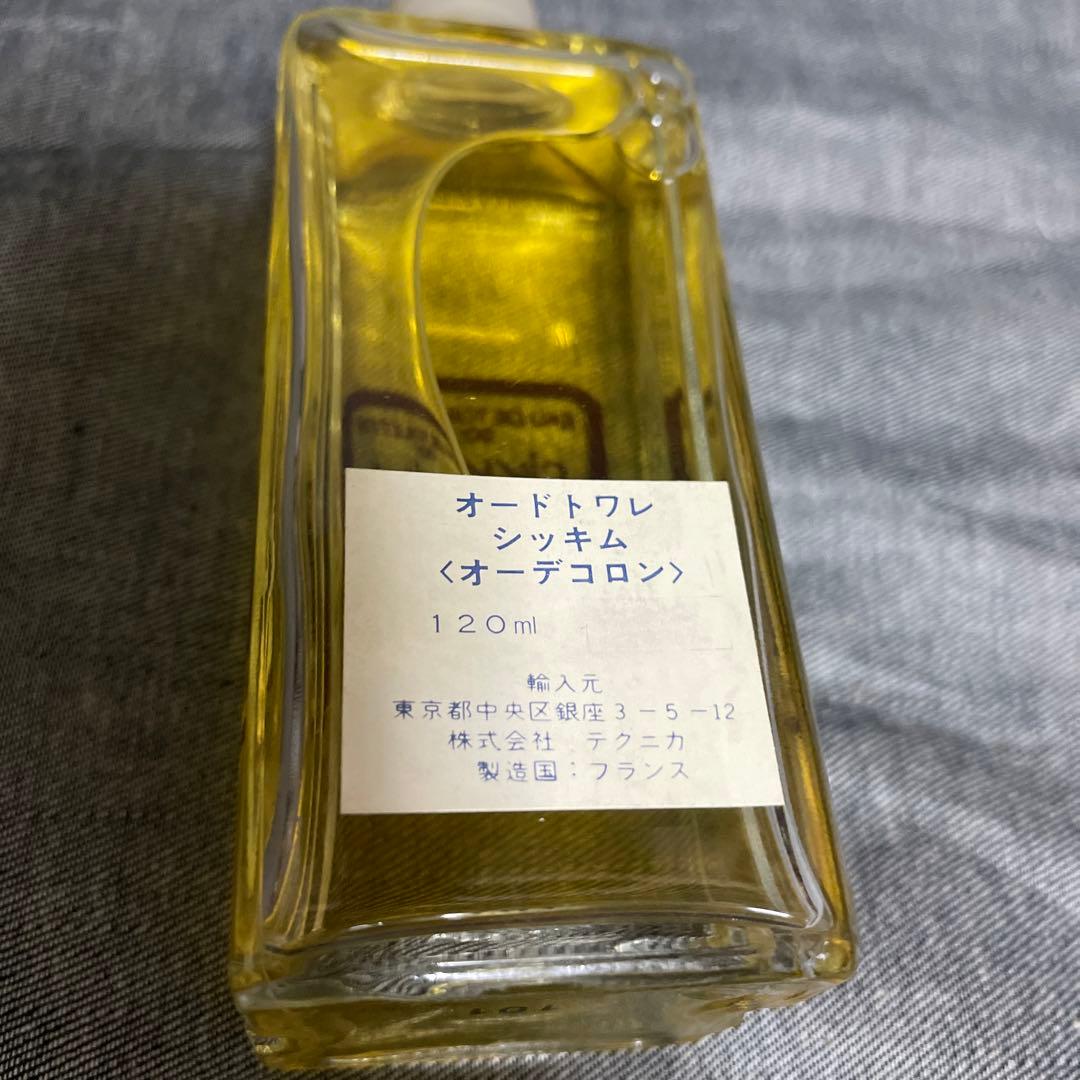 オードトワレ
シッキム
〈オーデコロン〉
120ml
輸入元
東京都中央区銀座3-5-12
株式会社 テクニカ
製造国:フランス